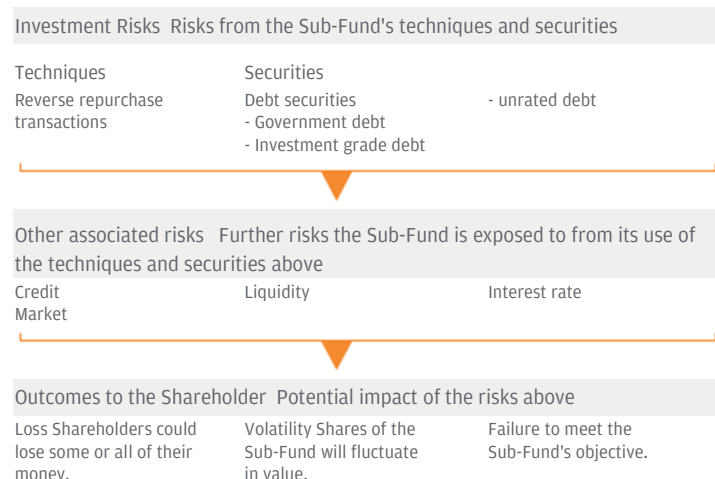 Investment Risks Risks from the Sub-Fund's techniques and securities
Techniques
Reverse repurchase
transactions
Securities
Debt securities
- Government debt
- Investment grade debt
- unrated debt
Other associated risks Further risks the Sub-Fund is exposed to from its use of
the techniques and securities above
Credit
Market
Liquidity
Interest rate
Outcomes to the Shareholder Potential impact of the risks above
Loss Shareholders could
lose some or all of their
money.
Volatility Shares of the
Sub-Fund will fluctuate
in value.
Failure to meet the
Sub-Fund's objective.